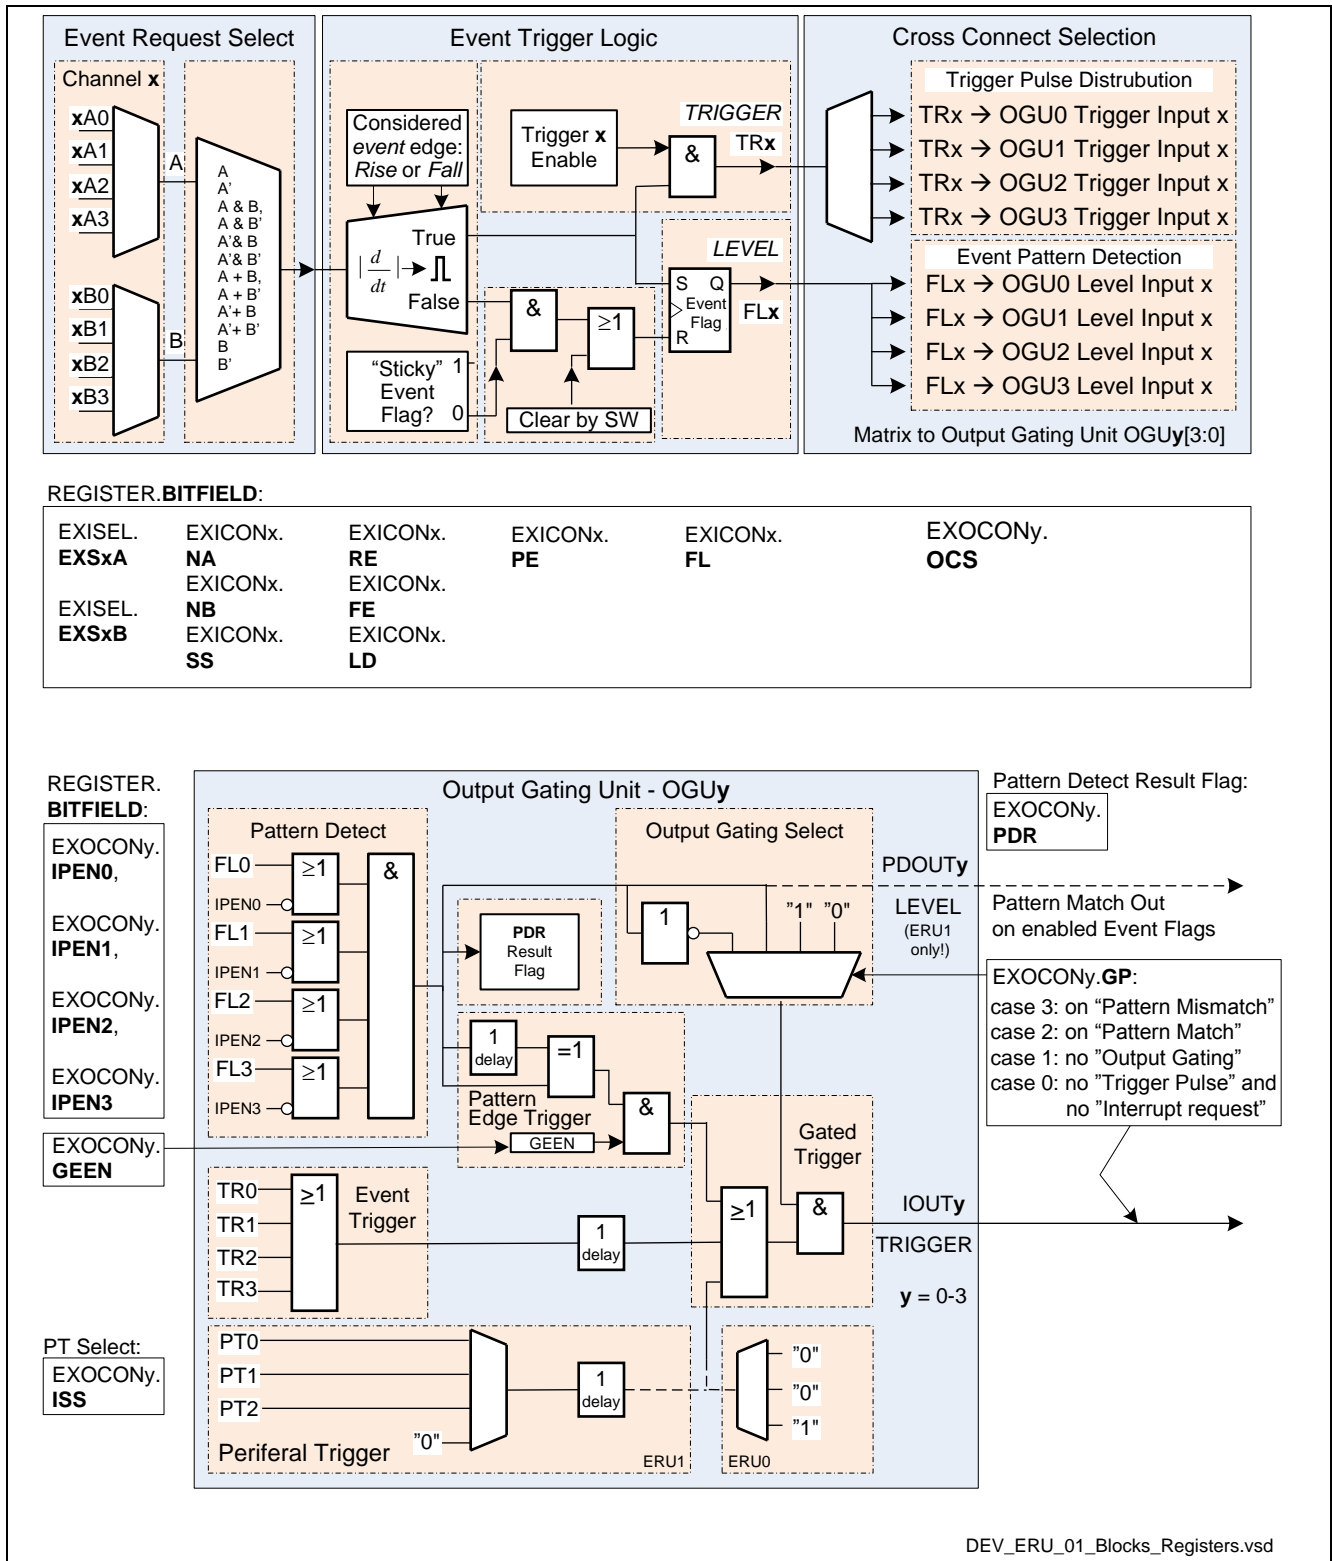 Event Request Select
Event Trigger Logic
Cross Connect Selection
Channel x
xA0
xA1
xA2
xA3
A
xB0
xB1
xB2
xB3
B
A
A'
A & B,
A & B'
A'& B
A'& B'
A + B,
A + B'
A'+ B
A'+ B'
B
B'
Considered
event edge:
Rise or Fall
True
| d/dt |
False
"Sticky" 1
Event
Flag? 0
Trigger x
Enable
&
TRIGGER
TRx
&
≥1
Clear by SW
LEVEL
S Q
Event
Flag
R
FLx
Trigger Pulse Distrubution
TRx → OGU0 Trigger Input x
TRx → OGU1 Trigger Input x
TRx → OGU2 Trigger Input x
TRx → OGU3 Trigger Input x
Event Pattern Detection
FLx → OGU0 Level Input x
FLx → OGU1 Level Input x
FLx → OGU2 Level Input x
FLx → OGU3 Level Input x
Matrix to Output Gating Unit OGUy[3:0]
REGISTER.BITFIELD:
EXISEL.
EXSxA
EXISEL.
EXSxB
EXICONx.
NA
EXICONx.
NB
EXICONx.
SS
EXICONx.
RE
EXICONx.
FE
EXICONx.
LD
EXICONx.
PE
EXICONx.
FL
EXOCONy.
OCS
REGISTER.
BITFIELD:
EXOCONy.
IPEN0,
EXOCONy.
IPEN1,
EXOCONy.
IPEN2,
EXOCONy.
IPEN3
EXOCONy.
GEEN
PT Select:
EXOCONy.
ISS
Output Gating Unit - OGUy
Pattern Detect
FL0
≥1
IPEN0
FL1
≥1
IPEN1
FL2
≥1
IPEN2
FL3
≥1
IPEN3
&
PDR
Result
Flag
Output Gating Select
1
"1" "0"
1
delay
=1
Pattern
Edge Trigger
GEEN
&
TR0
TR1
TR2
TR3
≥1
Event
Trigger
1
delay
Gated
Trigger
≥1
&
PT0
PT1
PT2
"0"
1
delay
Periferal Trigger
ERU1
"0"
"0"
"1"
ERU0
PDOUTy
LEVEL
(ERU1
only!)
IOUTy
TRIGGER
y = 0-3
Pattern Detect Result Flag:
EXOCONy.
PDR
Pattern Match Out
on enabled Event Flags
EXOCONy.GP:
case 3: on "Pattern Mismatch"
case 2: on "Pattern Match"
case 1: no "Output Gating"
case 0: no "Trigger Pulse" and
no "Interrupt request"
DEV_ERU_01_Blocks_Registers.vsd